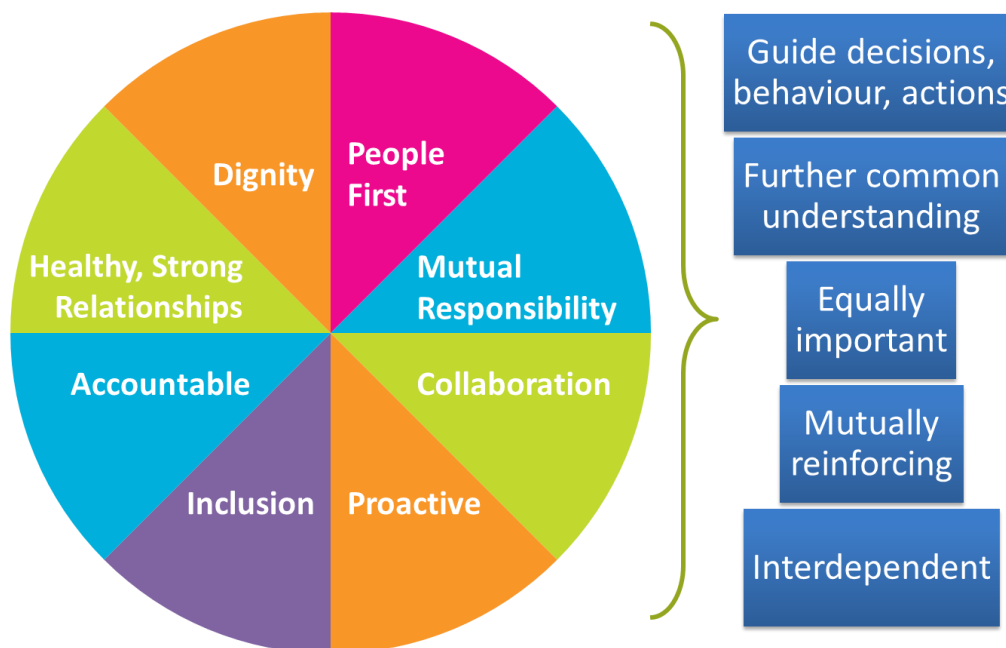 Dignity
People
First
Mutual
Responsibility
Collaboration
Proactive
Inclusion
Accountable
Healthy, Strong
Relationships
Guide decisions,
behaviour, actions
Further common
understanding
Equally
important
Mutually
reinforcing
Interdependent